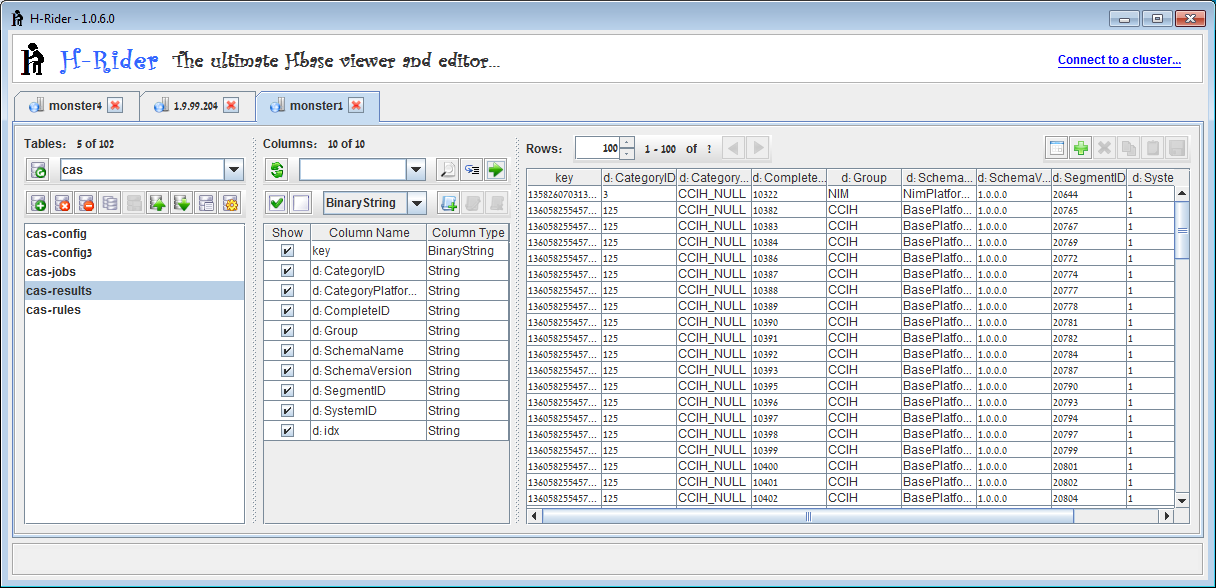 H-Rider - 1.0.6.0
H-Rider The ultimate Hbase viewer and editor...
Connect to a cluster...
monster4 1.9.99.204 monster1
Tables: 5 of 102
cas
cas-config
cas-config3
cas-jobs
cas-results
cas-rules
Columns: 10 of 10
BinaryString
Show Column Name Column Type
key BinaryString
d: CategoryID String
d: CategoryPlatfor... String
d: CompleteID String
d: Group String
d: SchemaName String
d: SchemaVersion String
d: SegmentID String
d: SystemID String
d: idx String
Rows: 100 1 - 100 of ?
key d: CategoryID d: Category... d: Complete... d: Group d: Schema... d: SchemaV... d: SegmentID d: Syste
135826070313... 3 CCIH_NULL 10322 NIM NimPlatfor... 1.0.0.0 20644 1
136058255457... 125 CCIH_NULL 10382 CCIH BasePlatfo... 1.0.0.0 20765 1
136058255457... 125 CCIH_NULL 10383 CCIH BasePlatfo... 1.0.0.0 20767 1
136058255457... 125 CCIH_NULL 10384 CCIH BasePlatfo... 1.0.0.0 20769 1
136058255457... 125 CCIH_NULL 10386 CCIH BasePlatfo... 1.0.0.0 20772 1
136058255457... 125 CCIH_NULL 10387 CCIH BasePlatfo... 1.0.0.0 20774 1
136058255457... 125 CCIH_NULL 10388 CCIH BasePlatfo... 1.0.0.0 20777 1
136058255457... 125 CCIH_NULL 10389 CCIH BasePlatfo... 1.0.0.0 20778 1
136058255457... 125 CCIH_NULL 10390 CCIH BasePlatfo... 1.0.0.0 20781 1
136058255457... 125 CCIH_NULL 10391 CCIH BasePlatfo... 1.0.0.0 20782 1
136058255457... 125 CCIH_NULL 10392 CCIH BasePlatfo... 1.0.0.0 20784 1
136058255457... 125 CCIH_NULL 10393 CCIH BasePlatfo... 1.0.0.0 20787 1
136058255457... 125 CCIH_NULL 10395 CCIH BasePlatfo... 1.0.0.0 20790 1
136058255457... 125 CCIH_NULL 10396 CCIH BasePlatfo... 1.0.0.0 20793 1
136058255457... 125 CCIH_NULL 10397 CCIH BasePlatfo... 1.0.0.0 20794 1
136058255457... 125 CCIH_NULL 10398 CCIH BasePlatfo... 1.0.0.0 20797 1
136058255457... 125 CCIH_NULL 10399 CCIH BasePlatfo... 1.0.0.0 20799 1
136058255457... 125 CCIH_NULL 10400 CCIH BasePlatfo... 1.0.0.0 20801 1
136058255457... 125 CCIH_NULL 10401 CCIH BasePlatfo... 1.0.0.0 20802 1
136058255457... 125 CCIH_NULL 10402 CCIH BasePlatfo... 1.0.0.0 20804 1